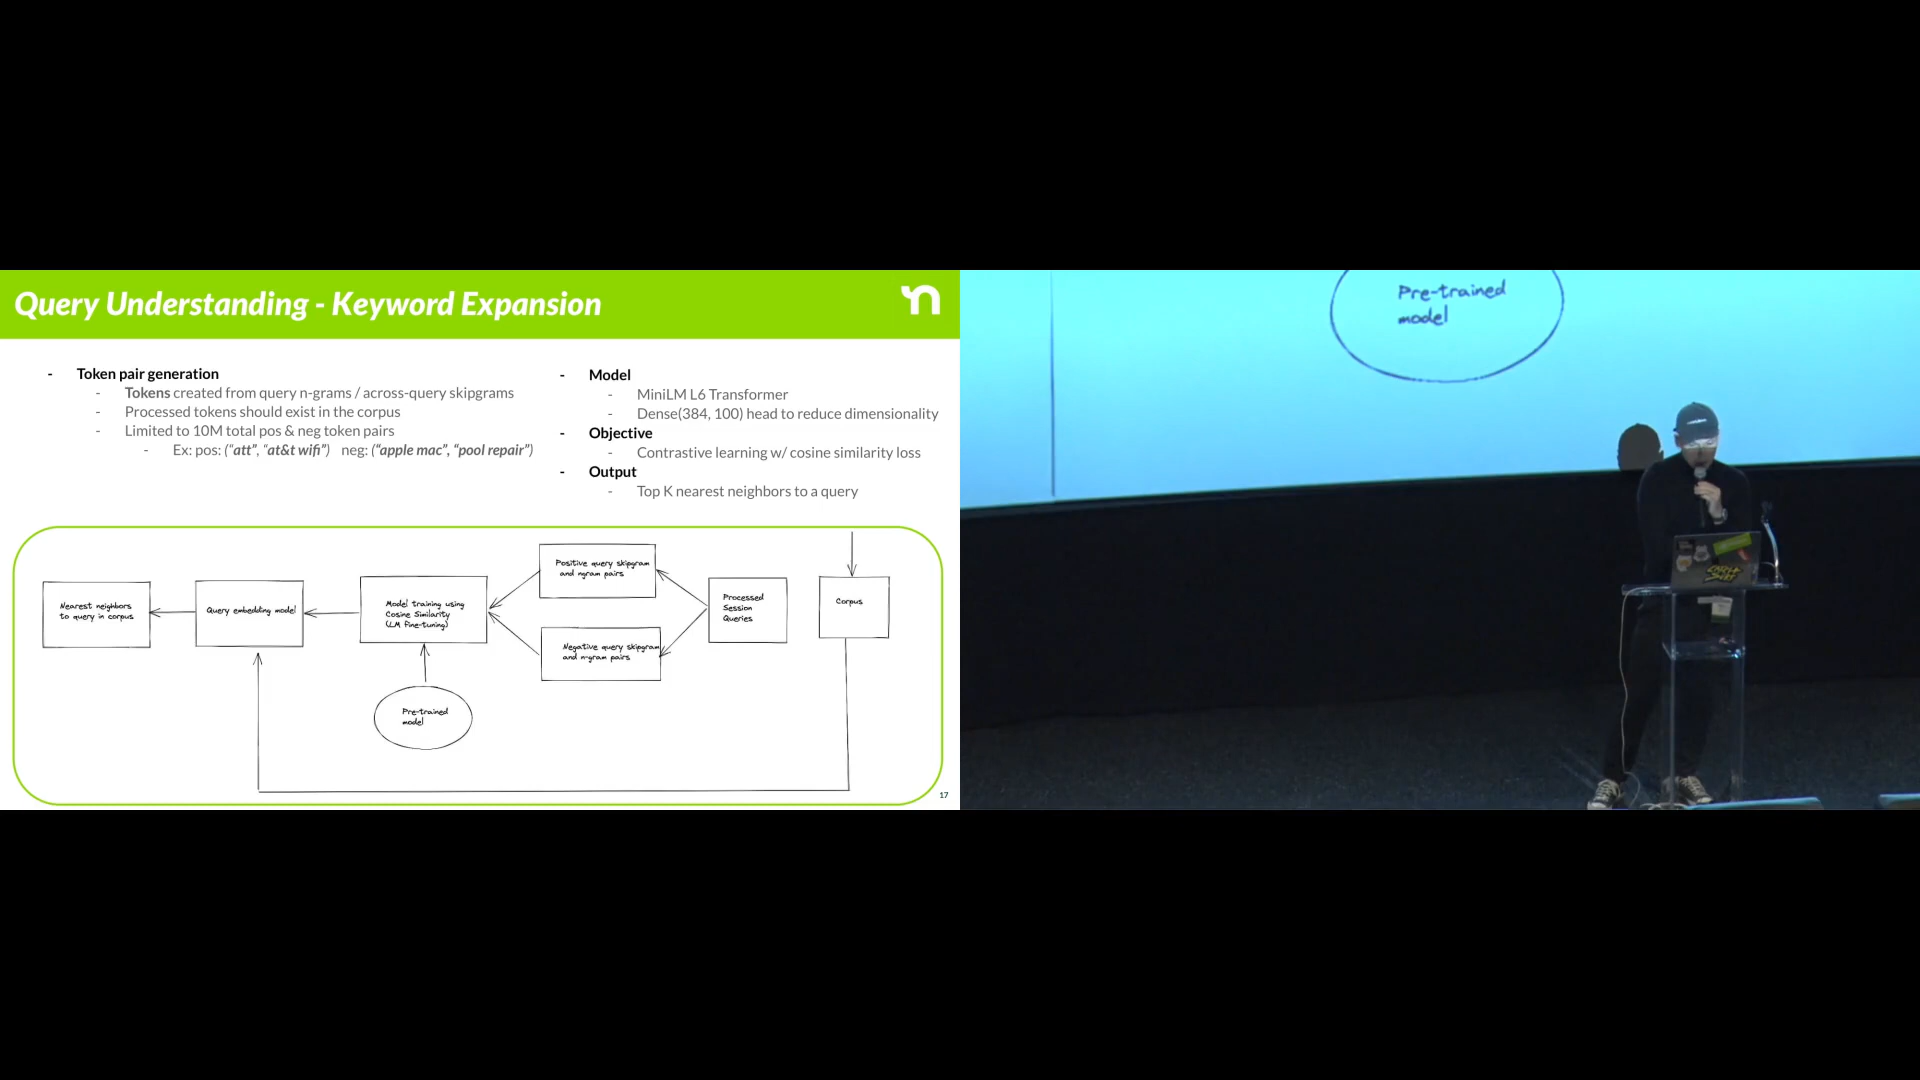 Query Understanding - Keyword Expansion
- Token pair generation
- Tokens created from query n-grams / across-query skipgrams
- Processed tokens should exist in the corpus
- Limited to 10M total pos & neg token pairs
- Ex: pos: (“att”, “at&t wifi”) neg: (“apple mac”, “pool repair”)
- Model
- MiniLM L6 Transformer
- Dense(384, 100) head to reduce dimensionality
- Objective
- Contrastive learning w/ cosine similarity loss
- Output
- Top K nearest neighbors to a query
Nearest neighbors
to query in corpus
Query embedding model
Model training using
Cosine Similarity
(LM fine-tuning)
Pre-trained
model
Positive query skipgram
and ngram pairs
Negative query skipgram
and n-gram pairs
Processed
Session
Queries
Corpus
17
Pre-trained
model